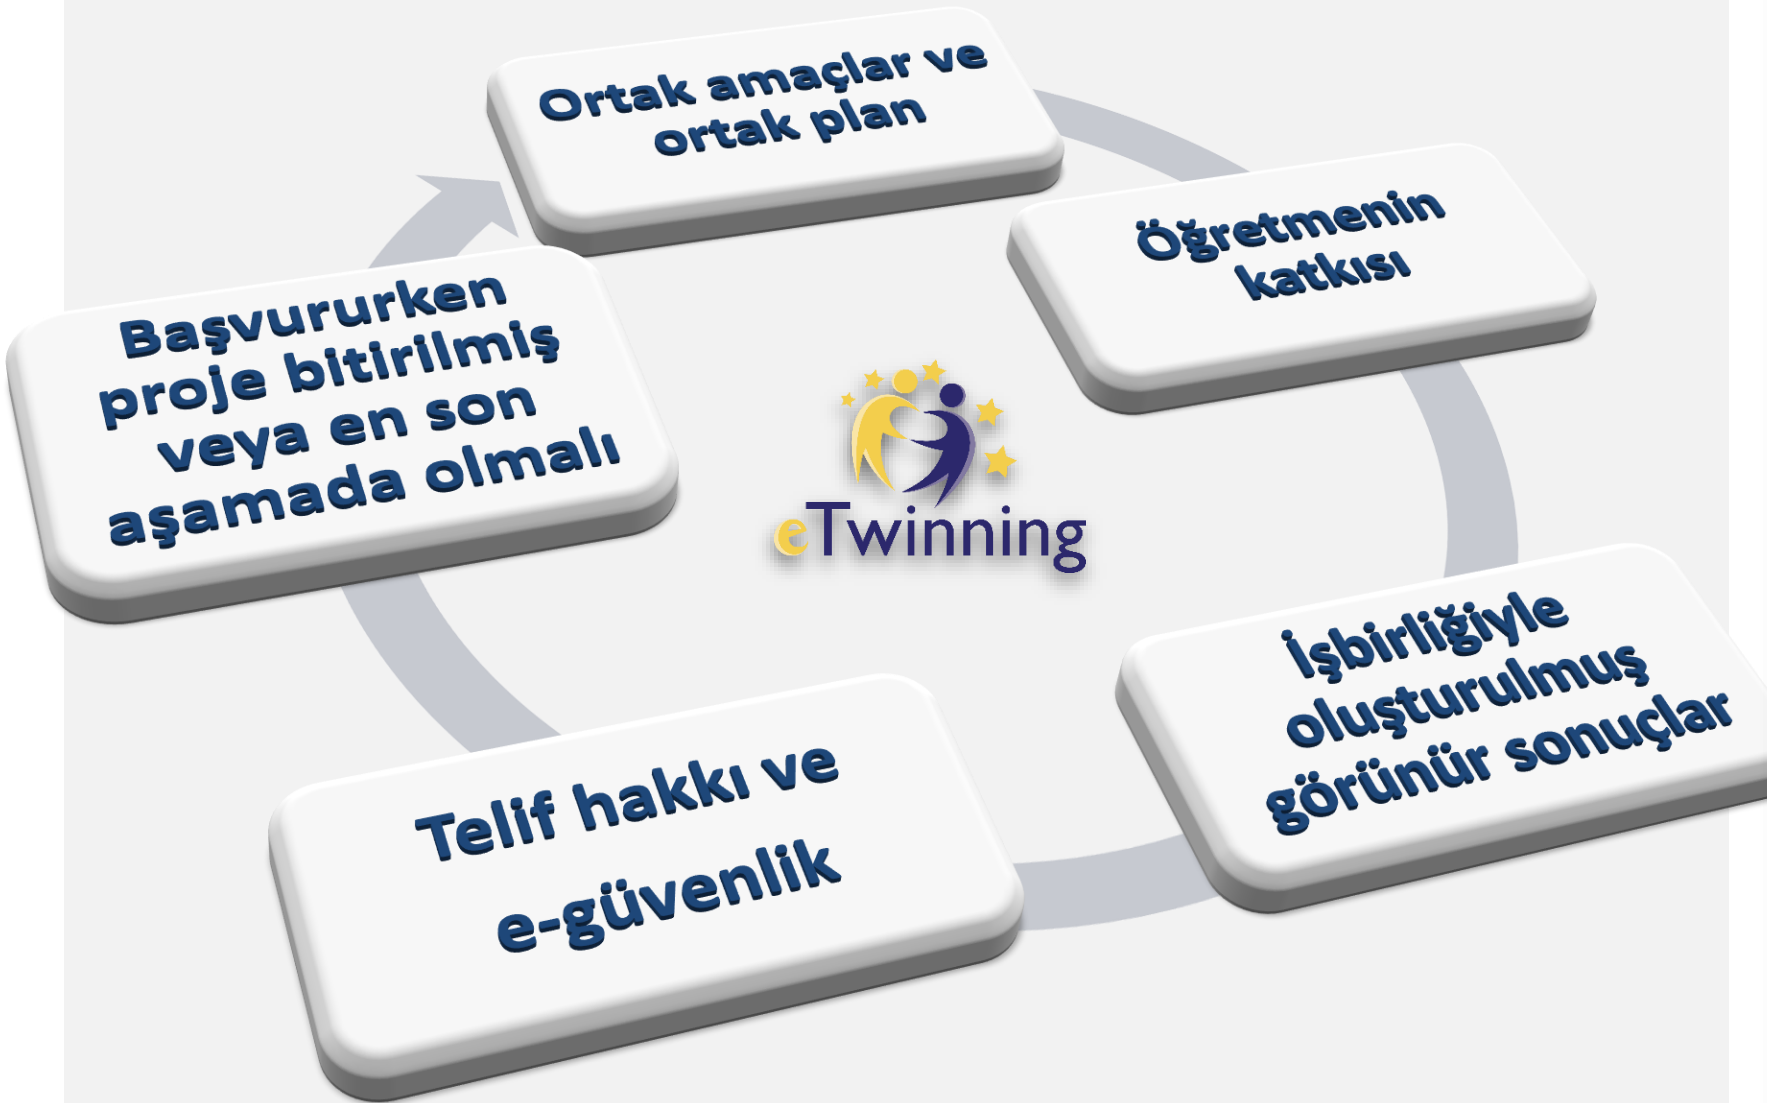 Ortak amaçlar ve
ortak plan
Öğretmenin
katkısı
İşbirliğiyle
oluşturulmuş
görünür sonuçlar
Telif hakkı ve
e-güvenlik
Başvururken
proje bitirilmiş
veya en son
aşamada olmalı
eTwinning